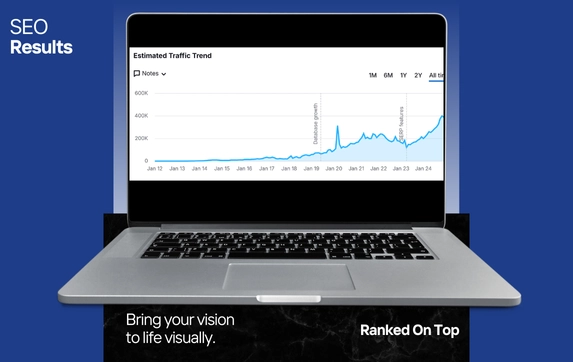 SEO
Results
Estimated Traffic Trend
Notes
1M 6M 1Y 2Y All tim
600K
400K
200K
0
Database growth
SERP features
Jan 12 Jan 13 Jan 14 Jan 15 Jan 16 Jan 17 Jan 18 Jan 19 Jan 20 Jan 21 Jan 22 Jan 23 Jan 24
Bring your vision
to life visually.
Ranked On Top